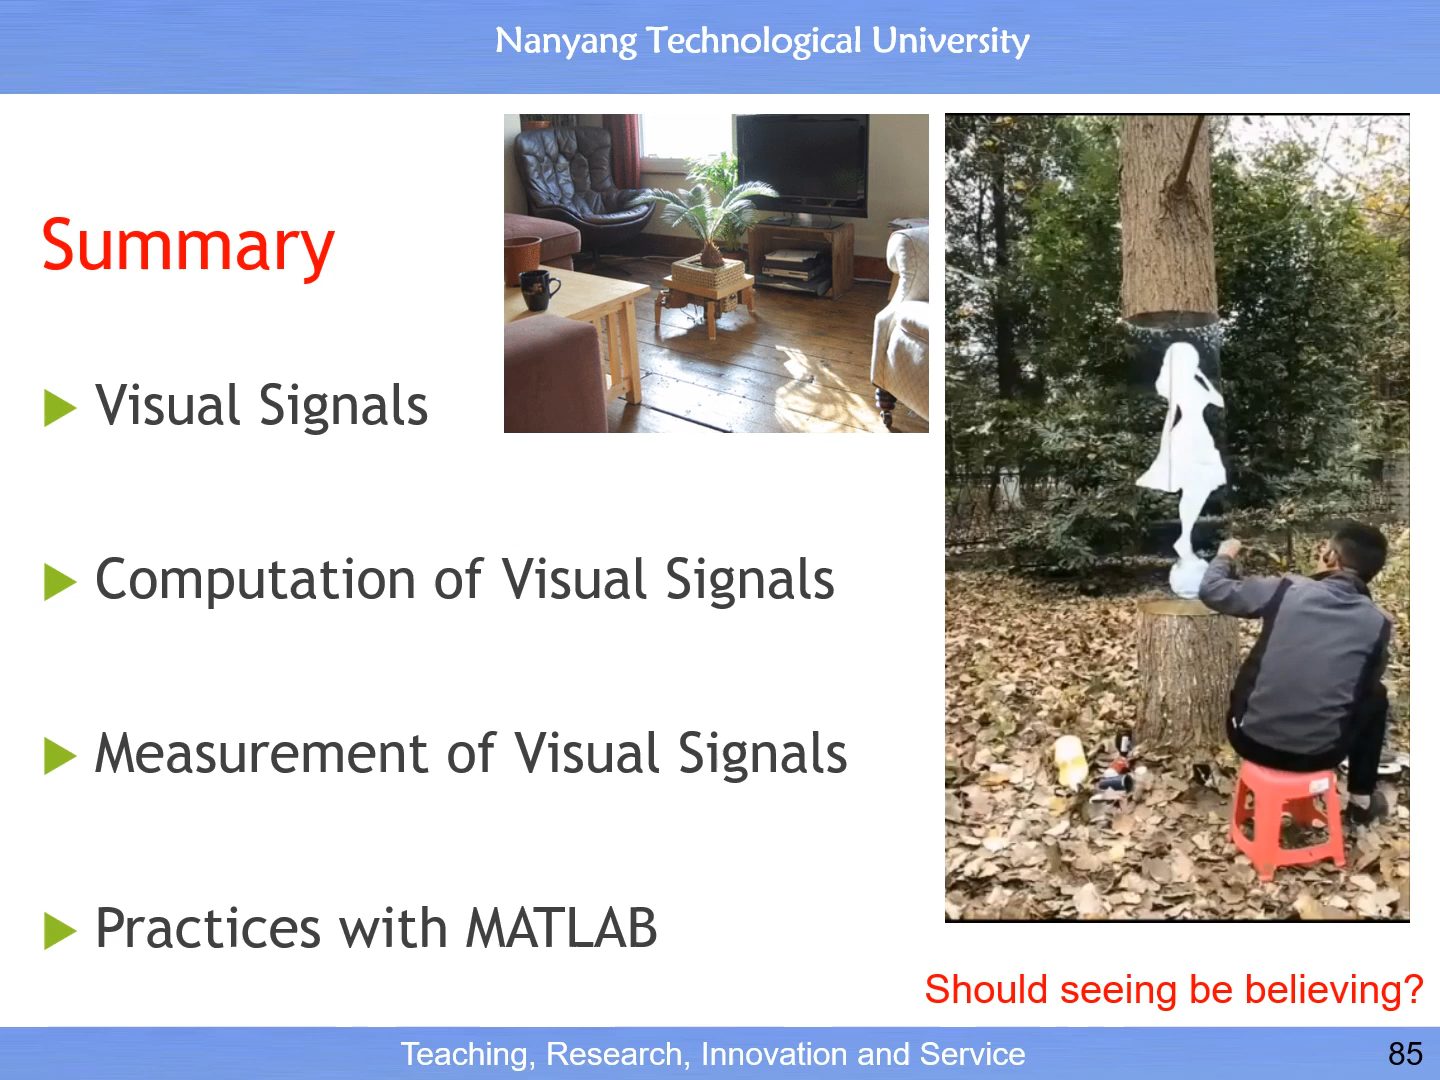 Nanyang Technological University
Summary
Visual Signals
Computation of Visual Signals
Measurement of Visual Signals
Practices with MATLAB
Should seeing be believing?
Teaching, Research, Innovation and Service
85